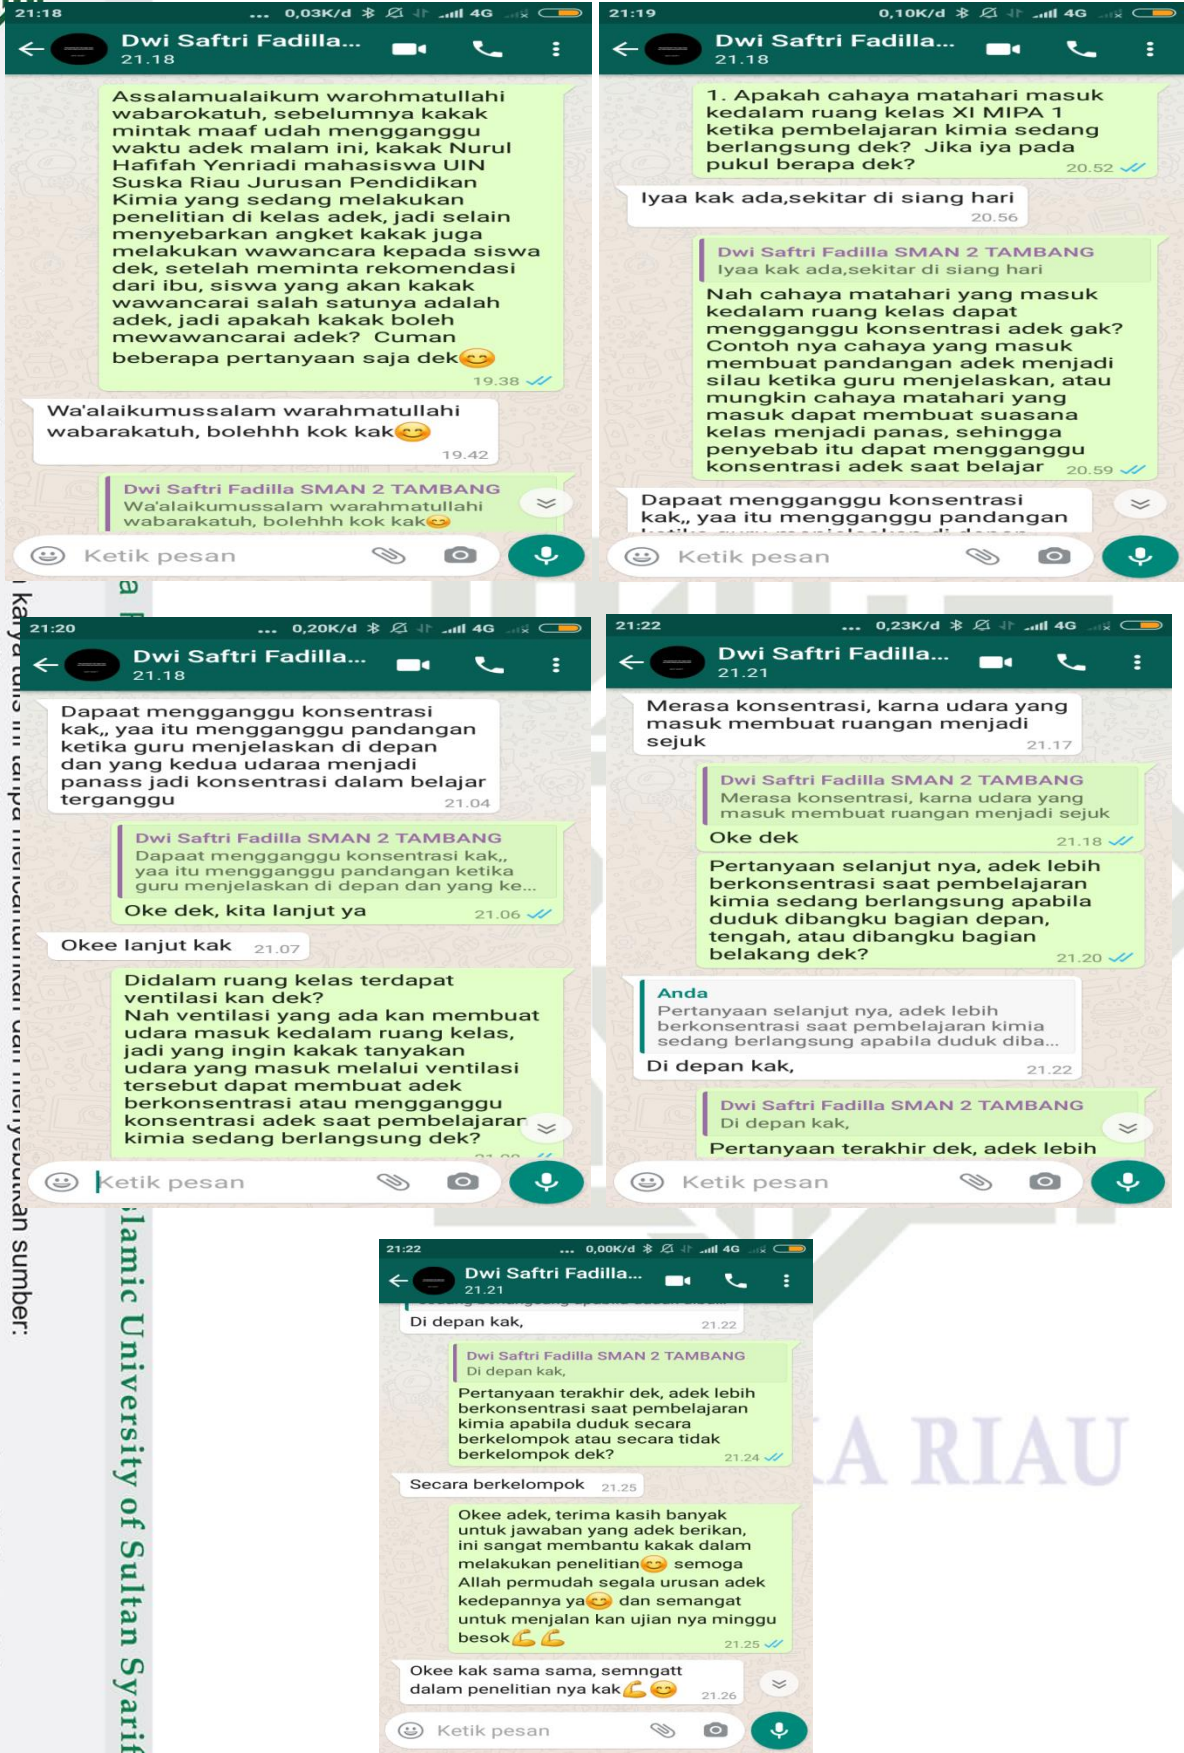 21:18 ... 0,03K/d 4G
Dwi Saftri Fadilla...
21.18
Assalamualaikum warohmatullahi
wabarokatuh, sebelumnya kakak
mintak maaf udah mengganggu
waktu adek malam ini, kakak Nurul
Hafifah Yenriadi mahasiswa UIN
Suska Riau Jurusan Pendidikan
Kimia yang sedang melakukan
penelitian di kelas adek, jadi selain
menyebarkan angket kakak juga
melakukan wawancara kepada siswa
dek, setelah meminta rekomendasi
dari ibu, siswa yang akan kakak
wawancarai salah satunya adalah
adek, jadi apakah kakak boleh
mewawancarai adek? Cuman
beberapa pertanyaan saja dek😊
19.38
Wa'alaikumussalam warahmatullahi
wabarakatuh, bolehhh kok kak😊
19.42
Dwi Saftri Fadilla SMAN 2 TAMBANG
Wa'alaikumussalam warahmatullahi
wabarakatuh, bolehhh kok kak😊
Ketik pesan
21:19 0,10K/d 4G
Dwi Saftri Fadilla...
21.18
1. Apakah cahaya matahari masuk
kedalam ruang kelas XI MIPA 1
ketika pembelajaran kimia sedang
berlangsung dek? Jika iya pada
pukul berapa dek? 20.52
Iyaa kak ada,sekitar di siang hari
20.56
Dwi Saftri Fadilla SMAN 2 TAMBANG
Iyaa kak ada,sekitar di siang hari
Nah cahaya matahari yang masuk
kedalam ruang kelas dapat
mengganggu konsentrasi adek gak?
Contoh nya cahaya yang masuk
membuat pandangan adek menjadi
silau ketika guru menjelaskan, atau
mungkin cahaya matahari yang
masuk dapat membuat suasana
kelas menjadi panas, sehingga
penyebab itu dapat mengganggu
konsentrasi adek saat belajar 20.59
Dapaat mengganggu konsentrasi
kak,, yaa itu mengganggu pandangan
ketika guru menjelaskan di depan
Ketik pesan
21:20 ... 0,20K/d 4G
Dwi Saftri Fadilla...
21.18
Dapaat mengganggu konsentrasi
kak,, yaa itu mengganggu pandangan
ketika guru menjelaskan di depan
dan yang kedua udaraa menjadi
panass jadi konsentrasi dalam belajar
terganggu 21.04
Dwi Saftri Fadilla SMAN 2 TAMBANG
Dapaat mengganggu konsentrasi kak,,
yaa itu mengganggu pandangan ketika
guru menjelaskan di depan dan yang ke...
Oke dek, kita lanjut ya 21.06
Okee lanjut kak 21.07
Didalam ruang kelas terdapat
ventilasi kan dek?
Nah ventilasi yang ada kan membuat
udara masuk kedalam ruang kelas,
jadi yang ingin kakak tanyakan
udara yang masuk melalui ventilasi
tersebut dapat membuat adek
berkonsentrasi atau mengganggu
konsentrasi adek saat pembelajaran
kimia sedang berlangsung dek?
Ketik pesan
21:22 ... 0,23K/d 4G
Dwi Saftri Fadilla...
21.21
Merasa konsentrasi, karna udara yang
masuk membuat ruangan menjadi
sejuk 21.17
Dwi Saftri Fadilla SMAN 2 TAMBANG
Merasa konsentrasi, karna udara yang
masuk membuat ruangan menjadi sejuk
Oke dek 21.18
Pertanyaan selanjut nya, adek lebih
berkonsentrasi saat pembelajaran
kimia sedang berlangsung apabila
duduk dibangku bagian depan,
tengah, atau dibangku bagian
belakang dek? 21.20
Anda
Pertanyaan selanjut nya, adek lebih
berkonsentrasi saat pembelajaran kimia
sedang berlangsung apabila duduk diba...
Di depan kak, 21.22
Dwi Saftri Fadilla SMAN 2 TAMBANG
Di depan kak,
Pertanyaan terakhir dek, adek lebih
Ketik pesan
21:22 ... 0,00K/d 4G
Dwi Saftri Fadilla...
21.21
Di depan kak, 21.22
Dwi Saftri Fadilla SMAN 2 TAMBANG
Di depan kak,
Pertanyaan terakhir dek, adek lebih
berkonsentrasi saat pembelajaran
kimia apabila duduk secara
berkelompok atau secara tidak
berkelompok dek? 21.24
Secara berkelompok 21.25
Okee adek, terima kasih banyak
untuk jawaban yang adek berikan,
ini sangat membantu kakak dalam
melakukan penelitian😊 semoga
Allah permudah segala urusan adek
kedepannya ya😊 dan semangat
untuk menjalan kan ujian nya minggu
besok💪💪 21.25
Okee kak sama sama, semngatt
dalam penelitian nya kak💪😊 21.26
Ketik pesan
karya tulis ini tanpa mencantumkan dan menyebutkan sumber:
slamic University of Sultan Syarif
A RIAU